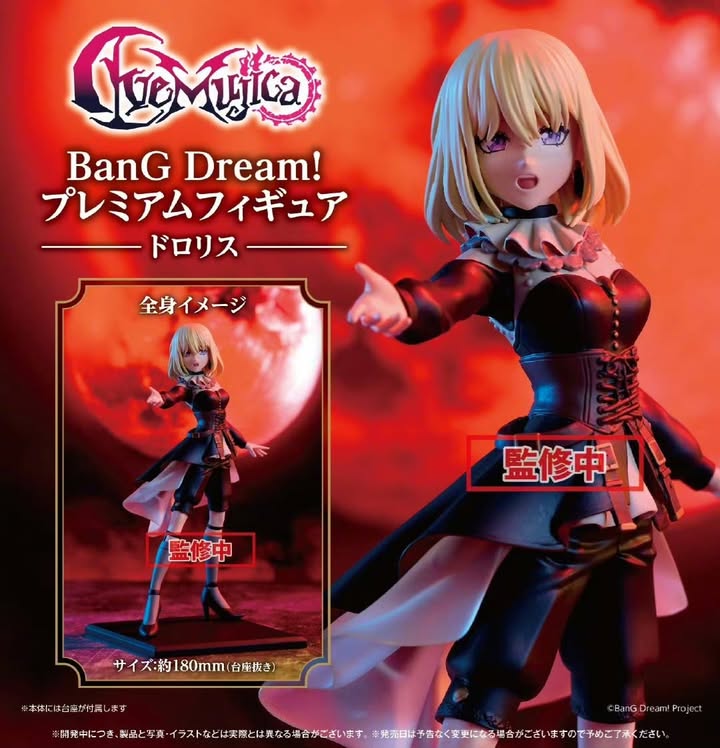 Ave Mujica
BanG Dream!
プレミアムフィギュア
ドロリス
全身イメージ
監修中
監修中
サイズ:約180mm(台座抜き)
※本体には台座が付属します
©BanG Dream! Project
※開発中につき、製品と写真・イラストなどは実際とは異なる場合がございます。※発売日は予告なく変更になる場合がございますので予めご了承ください。